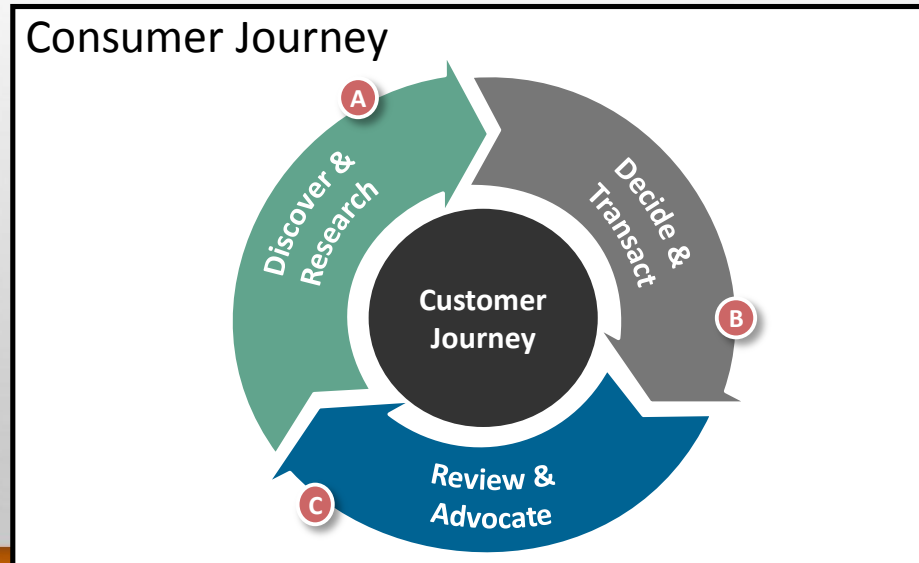 Consumer Journey
A
Discover &
Research
Decide &
Transact
B
Customer
Journey
Review &
Advocate
C